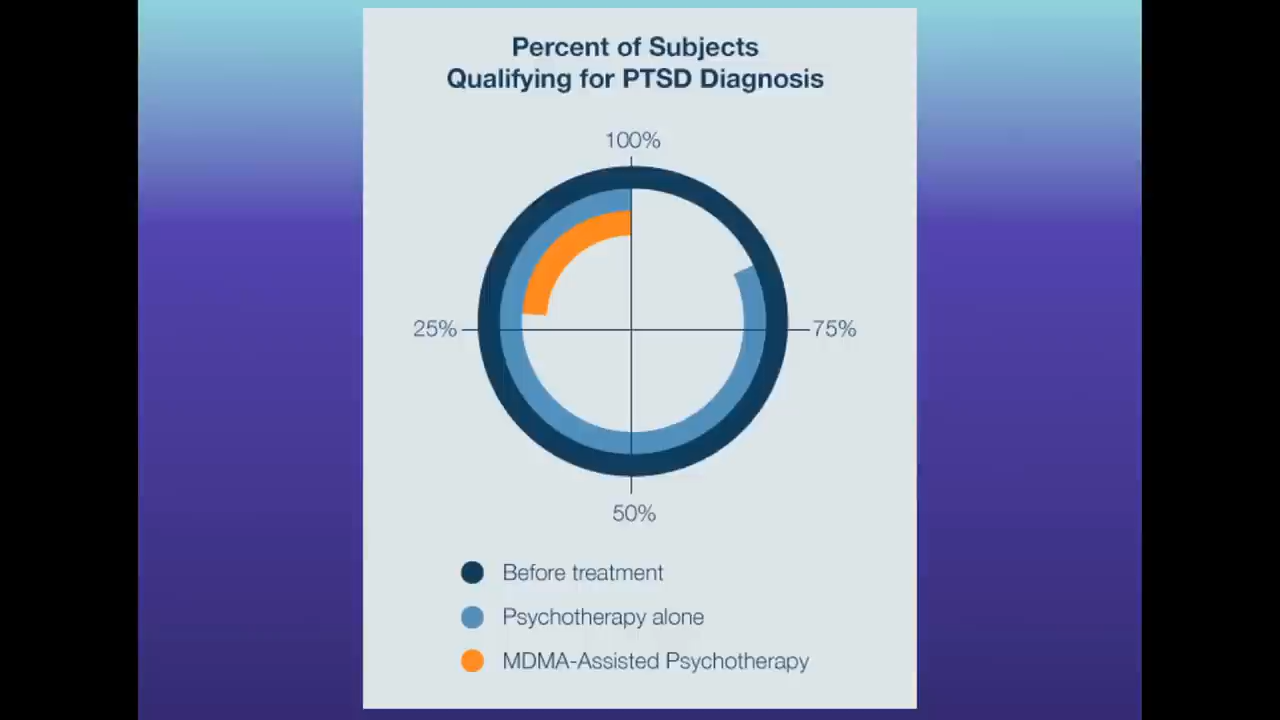 Percent of Subjects
Qualifying for PTSD Diagnosis
100%
25%
75%
50%
Before treatment
Psychotherapy alone
MDMA-Assisted Psychotherapy